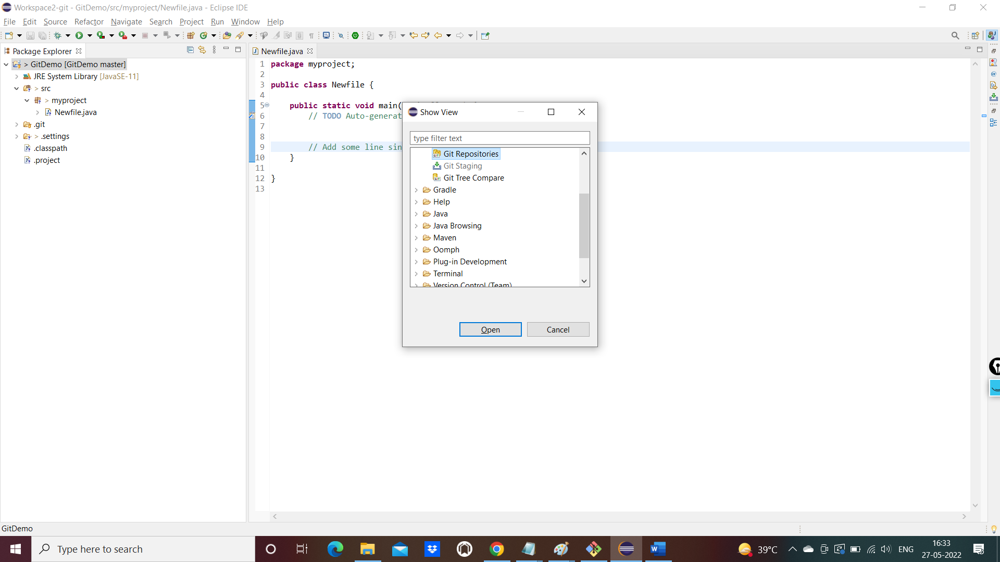 Workspace2-git - GitDemo/src/myproject/Newfile.java - Eclipse IDE
File Edit Source Refactor Navigate Search Project Run Window Help
Package Explorer
> GitDemo [GitDemo master]
JRE System Library [JavaSE-11]
> src
> myproject
Newfile.java
.git
> .settings
.classpath
.project
Newfile.java
1 package myproject;
2
3 public class Newfile {
4
5 public static void main(
6 // TODO Auto-generat
7
8
9 // Add some line sin
10 }
11
12 }
13
Show View
type filter text
Git Repositories
Git Staging
Git Tree Compare
Gradle
Help
Java
Java Browsing
Maven
Oomph
Plug-in Development
Terminal
Version Control (Team)
Open Cancel
GitDemo
Type here to search
39°C
ENG
16:33
27-05-2022